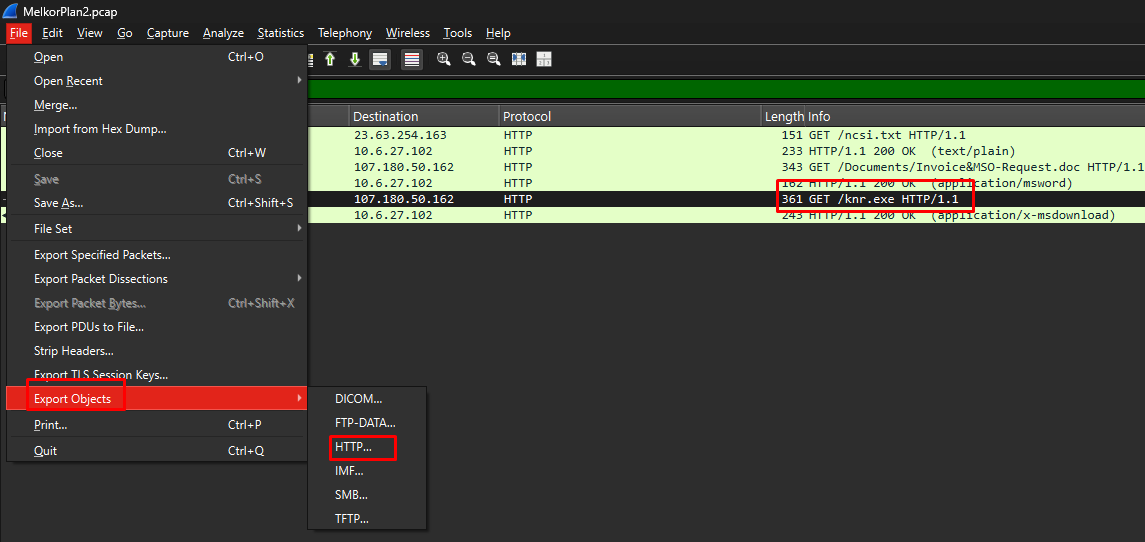 MelkorPlan2.pcap
File Edit View Go Capture Analyze Statistics Telephony Wireless Tools Help
Open Ctrl+O
Open Recent
Merge...
Import from Hex Dump...
Close Ctrl+W
Save Ctrl+S
Save As... Ctrl+Shift+S
File Set
Export Specified Packets...
Export Packet Dissections
Export Packet Bytes... Ctrl+Shift+X
Export PDUs to File...
Strip Headers...
Export TLS Session Keys...
Export Objects
Print... Ctrl+P
Quit Ctrl+Q
DICOM...
FTP-DATA...
HTTP...
IMF...
SMB...
TFTP...
Destination Protocol Length Info
23.63.254.163 HTTP 151 GET /ncsi.txt HTTP/1.1
10.6.27.102 HTTP 233 HTTP/1.1 200 OK (text/plain)
107.180.50.162 HTTP 343 GET /Documents/Invoice&MSO-Request.doc HTTP/1.1
10.6.27.102 HTTP 162 HTTP/1.1 200 OK (application/msword)
107.180.50.162 HTTP 361 GET /knr.exe HTTP/1.1
10.6.27.102 HTTP 243 HTTP/1.1 200 OK (application/x-msdownload)